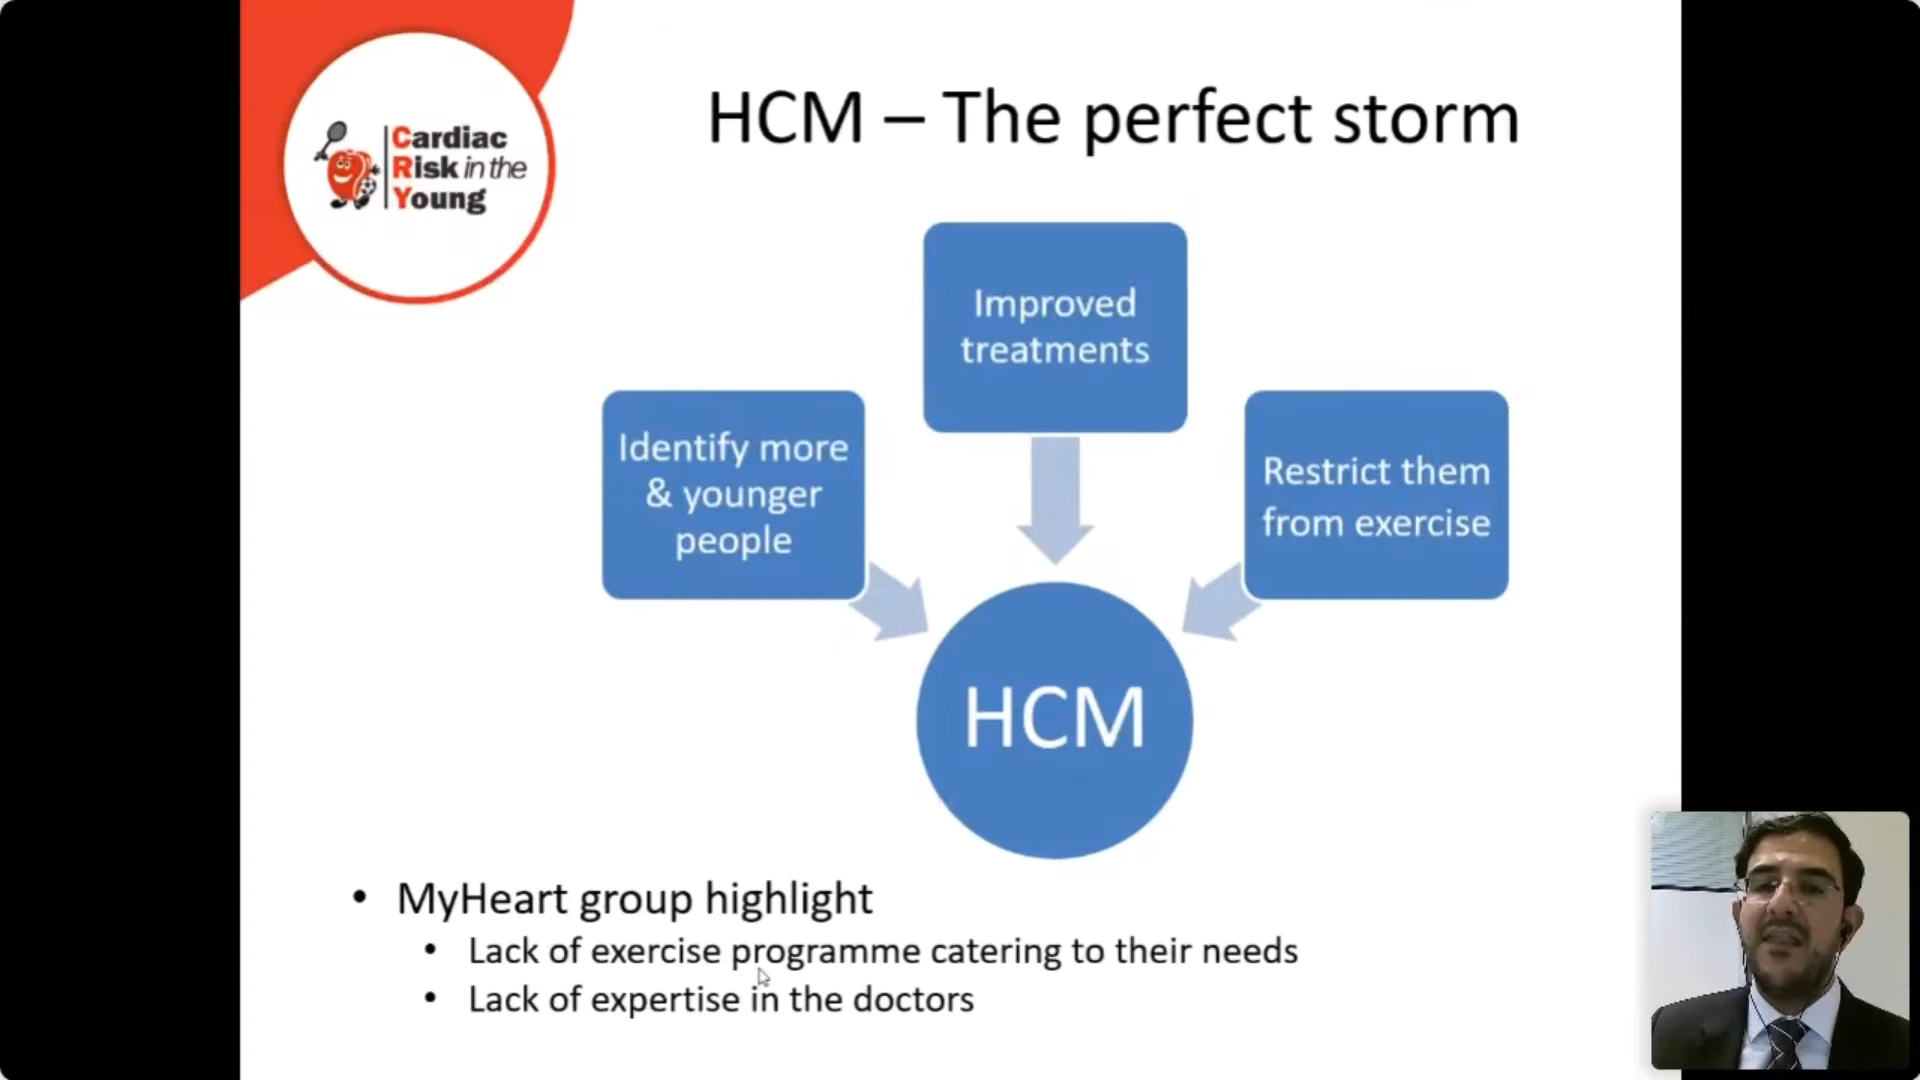 Cardiac
Risk in the
Young
HCM – The perfect storm
Improved
treatments
Identify more
& younger
people
Restrict them
from exercise
HCM
• MyHeart group highlight
• Lack of exercise programme catering to their needs
• Lack of expertise in the doctors